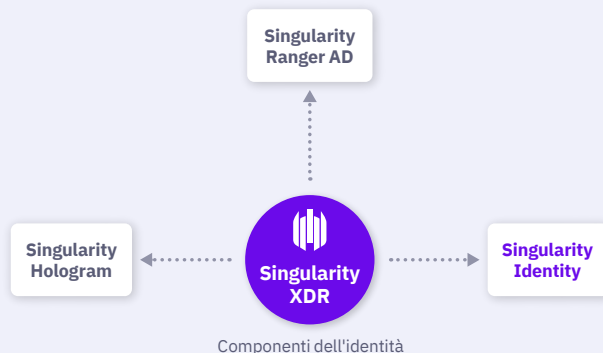 Singularity
Ranger AD
Singularity
Hologram
Singularity
XDR
Singularity
Identity
Componenti dell'identità